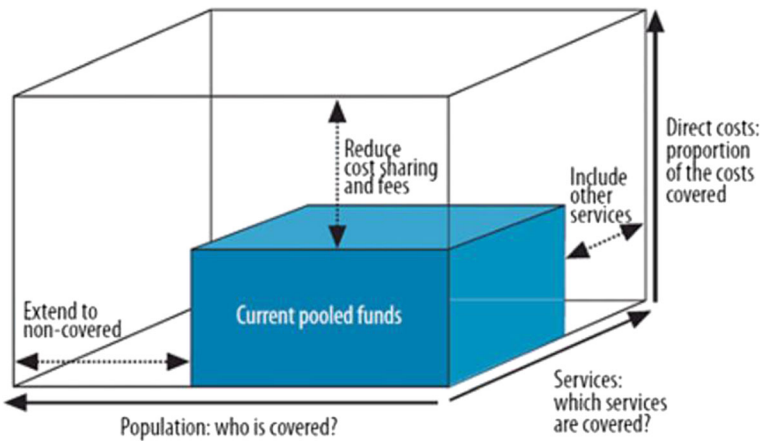 Reduce
cost sharing
and fees
Include
other
services
Direct costs:
proportion
of the costs
covered
Extend to
non-covered
Current pooled funds
Population: who is covered?
Services:
which services
are covered?